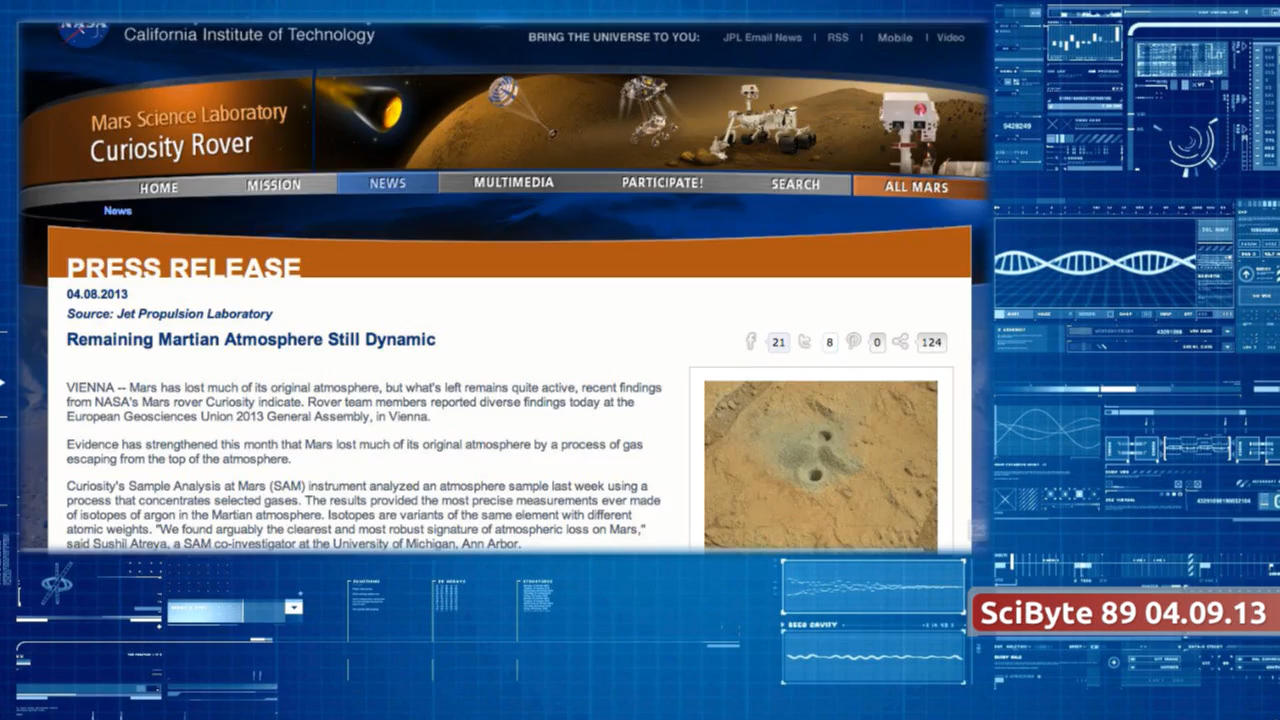 NASA
California Institute of Technology
BRING THE UNIVERSE TO YOU: JPL Email News | RSS | Mobile | Video
Mars Science Laboratory
Curiosity Rover
HOME MISSION NEWS MULTIMEDIA PARTICIPATE! SEARCH ALL MARS
News
PRESS RELEASE
04.08.2013
Source: Jet Propulsion Laboratory
Remaining Martian Atmosphere Still Dynamic
21 8 0 124
VIENNA -- Mars has lost much of its original atmosphere, but what's left remains quite active, recent findings
from NASA's Mars rover Curiosity indicate. Rover team members reported diverse findings today at the
European Geosciences Union 2013 General Assembly, in Vienna.
Evidence has strengthened this month that Mars lost much of its original atmosphere by a process of gas
escaping from the top of the atmosphere.
Curiosity's Sample Analysis at Mars (SAM) instrument analyzed an atmosphere sample last week using a
process that concentrates selected gases. The results provided the most precise measurements ever made
of isotopes of argon in the Martian atmosphere. Isotopes are variants of the same element with different
atomic weights. "We found arguably the clearest and most robust signature of atmospheric loss on Mars,"
said Sushil Atreya, a SAM co-investigator at the University of Michigan, Ann Arbor.
9428249
SciByte 89 04.09.13